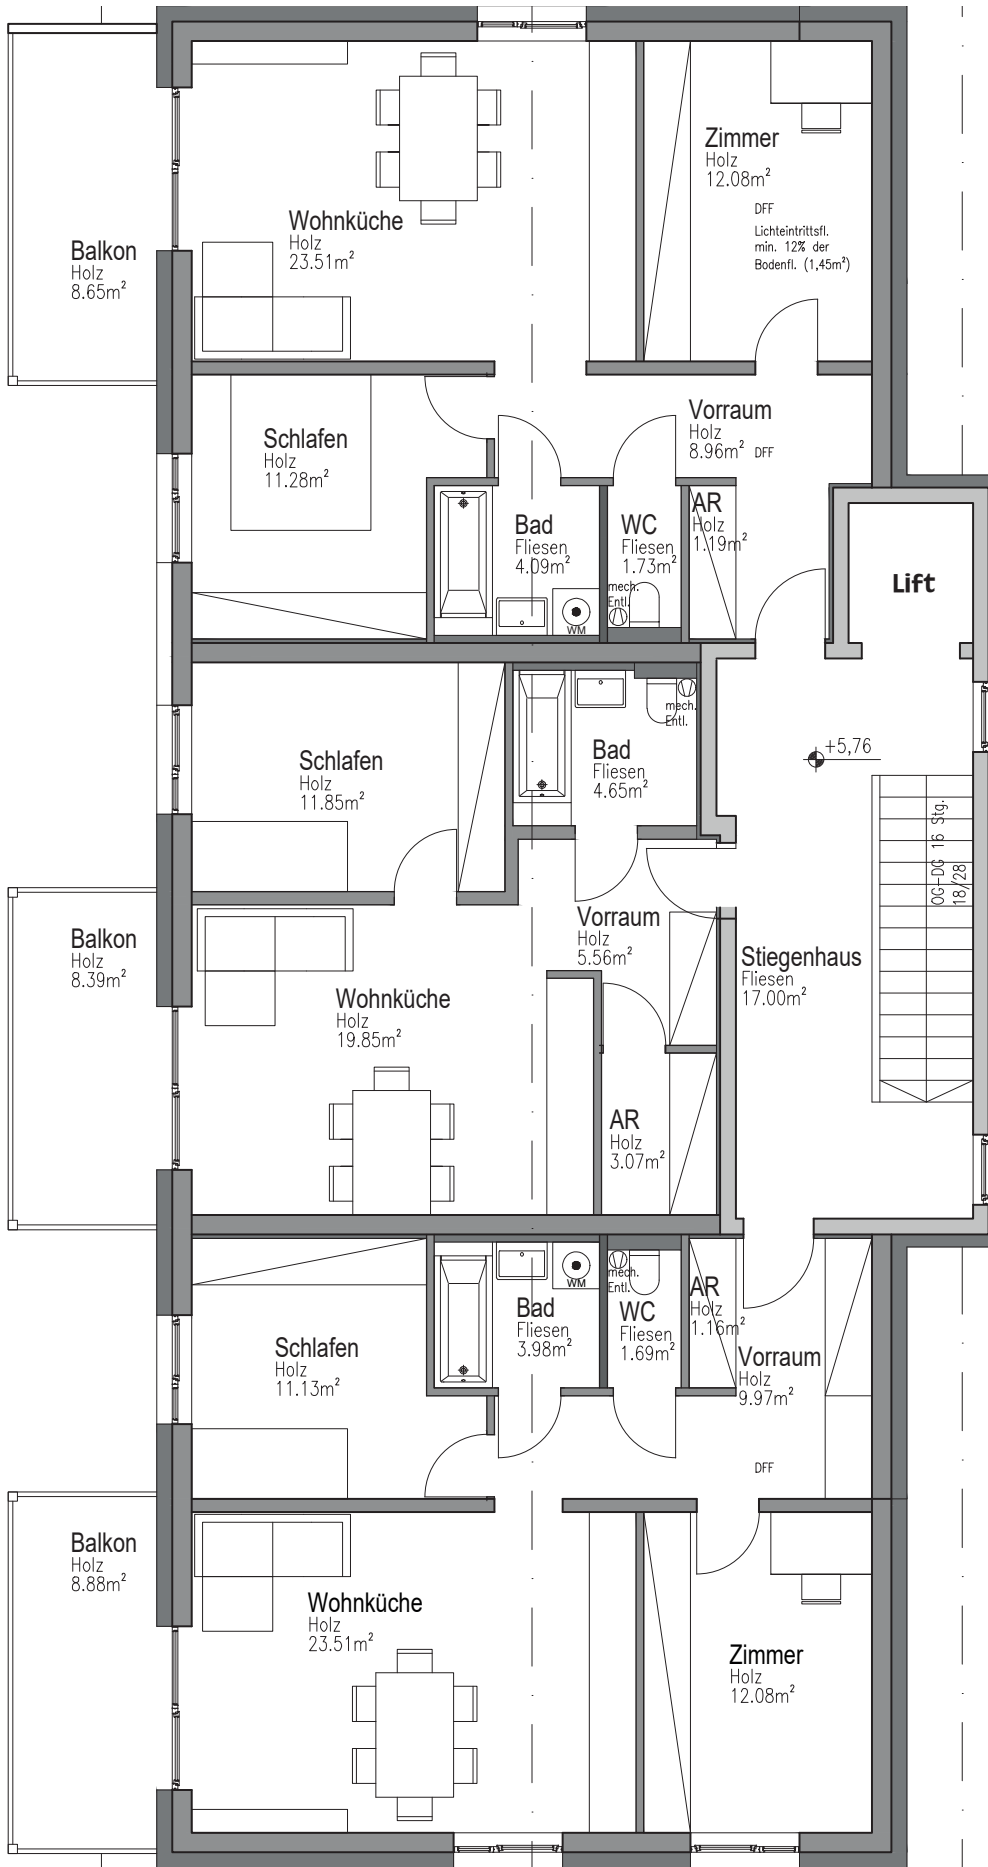 Zimmer
Holz
12.08m²
DFF
Lichteintrittsfl.
min. 12% der
Bodenfl. (1,45m²)
Wohnküche
Holz
23.51m²
Balkon
Holz
8.65m²
Vorraum
Holz
8.96m² DFF
Schlafen
Holz
11.28m²
AR
Holz
1.19m²
Bad
Fliesen
4.09m²
WC
Fliesen
1.73m²
mech.
Entl.
WM
Lift
mech.
Entl.
Bad
Fliesen
4.65m²
Schlafen
Holz
11.85m²
+5,76
OG-DG 16 Stg.
18/28
Vorraum
Holz
5.56m²
Balkon
Holz
8.39m²
Stiegenhaus
Fliesen
17.00m²
Wohnküche
Holz
19.85m²
AR
Holz
3.07m²
mech.
Entl.
WM
AR
Holz
1.16m²
Bad
Fliesen
3.98m²
WC
Fliesen
1.69m²
Schlafen
Holz
11.13m²
Vorraum
Holz
9.97m²
DFF
Balkon
Holz
8.88m²
Wohnküche
Holz
23.51m²
Zimmer
Holz
12.08m²